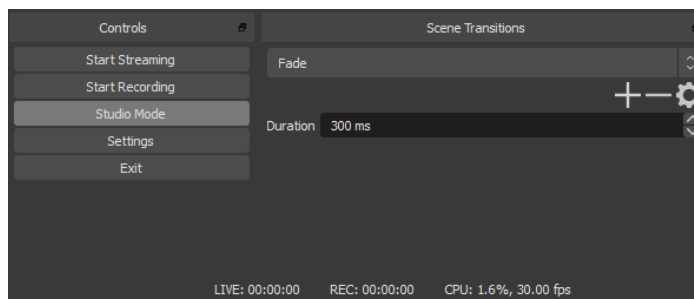 Controls
Scene Transitions
Start Streaming
Start Recording
Studio Mode
Settings
Exit
Fade
Duration 300 ms
LIVE: 00:00:00 REC: 00:00:00 CPU: 1.6%, 30.00 fps